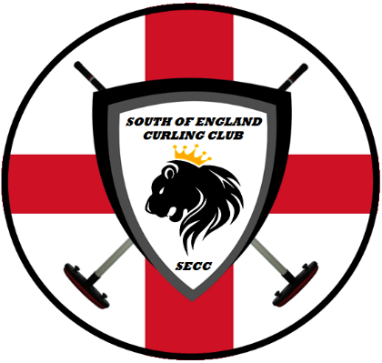 SOUTH OF ENGLAND
CURLING CLUB
SECC